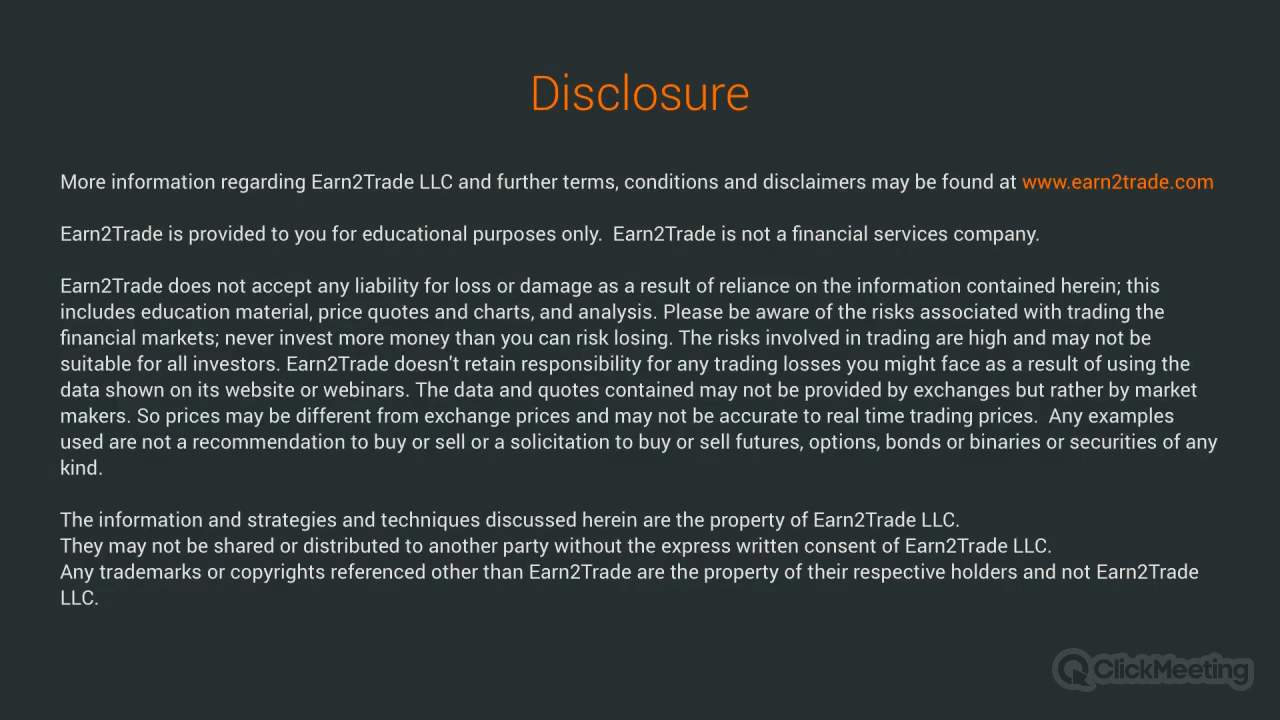 Disclosure
More information regarding Earn2Trade LLC and further terms, conditions and disclaimers may be found at www.earn2trade.com
Earn2Trade is provided to you for educational purposes only.  Earn2Trade is not a financial services company.
Earn2Trade does not accept any liability for loss or damage as a result of reliance on the information contained herein; this
includes education material, price quotes and charts, and analysis. Please be aware of the risks associated with trading the
financial markets; never invest more money than you can risk losing. The risks involved in trading are high and may not be
suitable for all investors. Earn2Trade doesn't retain responsibility for any trading losses you might face as a result of using the
data shown on its website or webinars. The data and quotes contained may not be provided by exchanges but rather by market
makers. So prices may be different from exchange prices and may not be accurate to real time trading prices.  Any examples
used are not a recommendation to buy or sell or a solicitation to buy or sell futures, options, bonds or binaries or securities of any
kind.
The information and strategies and techniques discussed herein are the property of Earn2Trade LLC.
They may not be shared or distributed to another party without the express written consent of Earn2Trade LLC.
Any trademarks or copyrights referenced other than Earn2Trade are the property of their respective holders and not Earn2Trade
LLC.
ClickMeeting